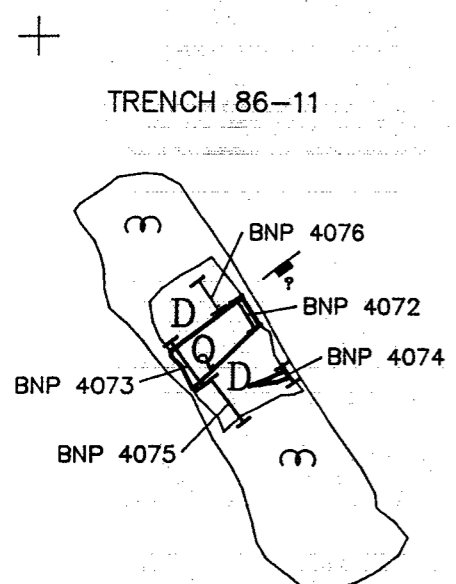 TRENCH 86-11
BNP 4076
?
D
BNP 4072
Q
BNP 4074
D
BNP 4073
BNP 4075